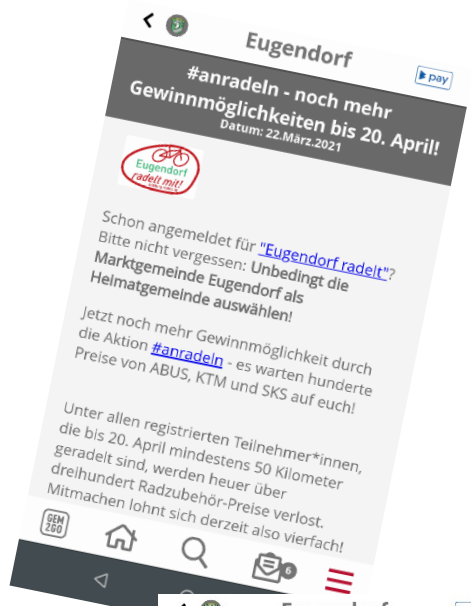 Eugendorf
pay
#anradeln - noch mehr
Gewinnmöglichkeiten bis 20. April!
Datum: 22.März.2021
Eugendorf
radelt mit!
Schon angemeldet für "Eugendorf radelt"?
Bitte nicht vergessen: Unbedingt die
Marktgemeinde Eugendorf als
Heimatgemeinde auswählen!
Jetzt noch mehr Gewinnmöglichkeit durch
die Aktion #anradeln - es warten hunderte
Preise von ABUS, KTM und SKS auf euch!
Unter allen registrierten Teilnehmer*innen,
die bis 20. April mindestens 50 Kilometer
geradelt sind, werden heuer über
dreihundert Radzubehör-Preise verlost.
Mitmachen lohnt sich derzeit also vierfach!
GEM
2GO
6